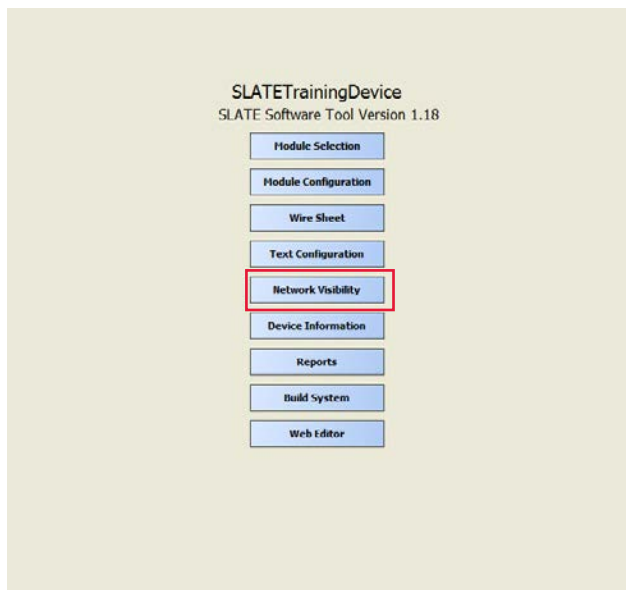 SLATETrainingDevice
SLATE Software Tool Version 1.18
Module Selection
Module Configuration
Wire Sheet
Text Configuration
Network Visibility
Device Information
Reports
Build System
Web Editor